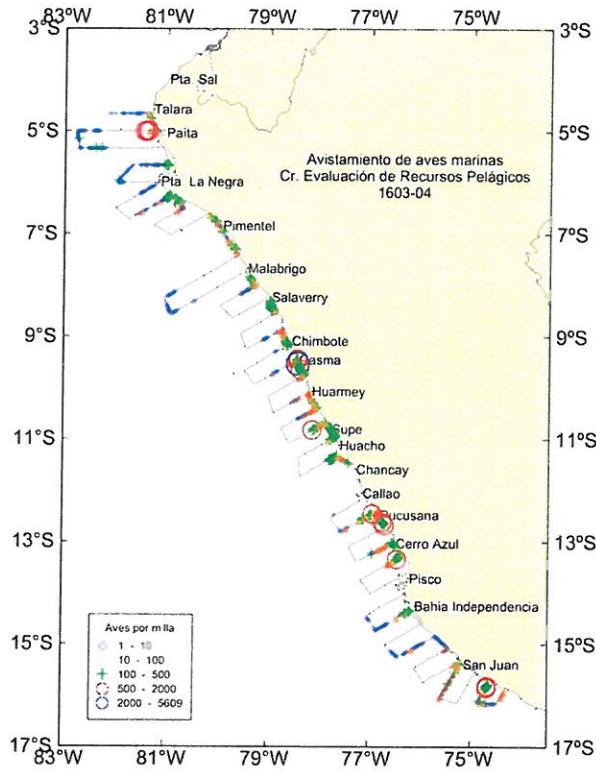 83°W 81°W 79°W 77°W 75°W
3°S 3°S
Pta. Sal
Talara
5°S Paita 5°S
Avistamiento de aves marinas
Cr. Evaluación de Recursos Pelágicos
1603-04
Pta. La Negra
7°S Pimentel 7°S
Malabrigo
Salaverry
9°S 9°S
Chimbote
Casma
Huarmey
11°S Supe 11°S
Huacho
Chancay
Callao
Pucusana
13°S Cerro Azul 13°S
Pisco
Bahia Independencia
Aves por milla
1 - 10
10 - 100
100 - 500
500 - 2000
2000 - 5609
15°S 15°S
San Juan
17°S 17°S
83°W 81°W 79°W 77°W 75°W